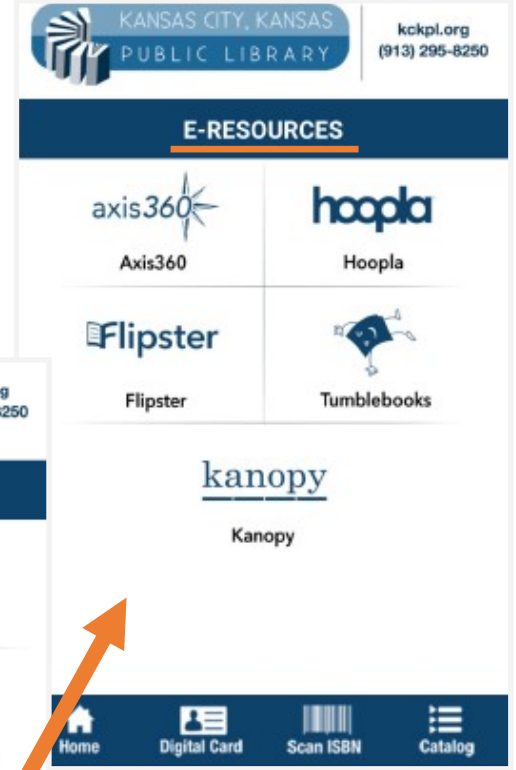 KANSAS CITY, KANSAS
PUBLIC LIBRARY
kckpl.org
(913) 295-8250
E-RESOURCES
axis360
Axis360
hoopla
Hoopla
Flipster
Flipster
Tumblebooks
kanopy
Kanopy
Home
Digital Card
Scan ISBN
Catalog